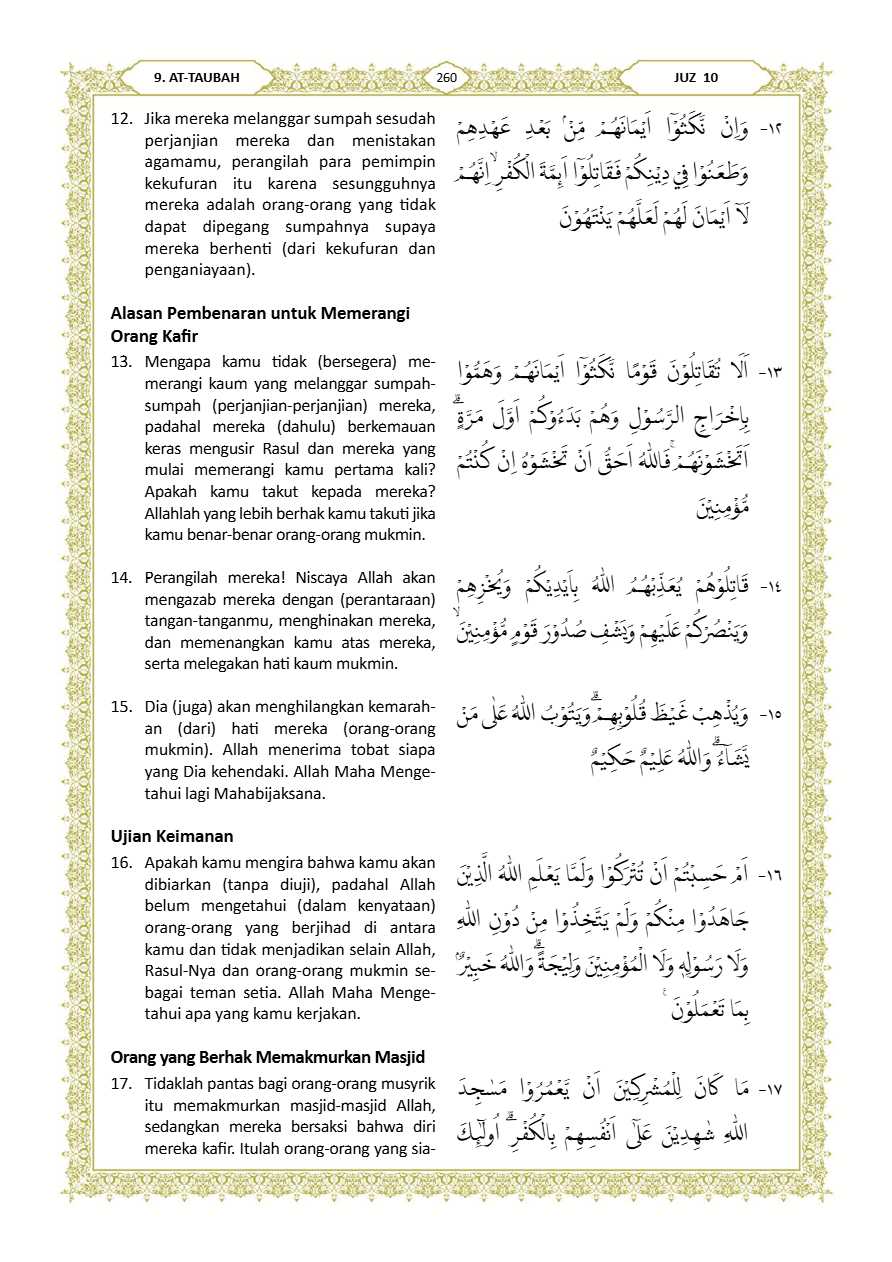 9. AT-TAUBAH
260
JUZ 10
12. Jika mereka melanggar sumpah sesudah
perjanjian mereka dan menistakan
agamamu, perangilah para pemimpin
kekufuran itu karena sesungguhnya
mereka adalah orang-orang yang tidak
dapat dipegang sumpahnya supaya
mereka berhenti (dari kekufuran dan
penganiayaan).
١٢- وَاِنْ نَّكَثُوْٓا اَيْمَانَهُمْ مِّنْۢ بَعْدِ عَهْدِهِمْ
وَطَعَنُوْا فِيْ دِيْنِكُمْ فَقَاتِلُوْٓا اَىِٕمَّةَ الْكُفْرِۙ اِنَّهُمْ
لَآ اَيْمَانَ لَهُمْ لَعَلَّهُمْ يَنْتَهُوْنَ
Alasan Pembenaran untuk Memerangi
Orang Kafir
13. Mengapa kamu tidak (bersegera) me-
merangi kaum yang melanggar sumpah-
sumpah (perjanjian-perjanjian) mereka,
padahal mereka (dahulu) berkemauan
keras mengusir Rasul dan mereka yang
mulai memerangi kamu pertama kali?
Apakah kamu takut kepada mereka?
Allahlah yang lebih berhak kamu takuti jika
kamu benar-benar orang-orang mukmin.
١٣- اَلَا تُقَاتِلُوْنَ قَوْمًا نَّكَثُوْٓا اَيْمَانَهُمْ وَهَمُّوْا
بِاِخْرَاجِ الرَّسُوْلِ وَهُمْ بَدَءُوْكُمْ اَوَّلَ مَرَّةٍۗ
اَتَخْشَوْنَهُمْ ۚفَاللّٰهُ اَحَقُّ اَنْ تَخْشَوْهُ اِنْ كُنْتُمْ
مُّؤْمِنِيْنَ
14. Perangilah mereka! Niscaya Allah akan
mengazab mereka dengan (perantaraan)
tangan-tanganmu, menghinakan mereka,
dan memenangkan kamu atas mereka,
serta melegakan hati kaum mukmin.
١٤- قَاتِلُوْهُمْ يُعَذِّبْهُمُ اللّٰهُ بِاَيْدِيْكُمْ وَيُخْزِهِمْ
وَيَنْصُرْكُمْ عَلَيْهِمْ وَيَشْفِ صُدُوْرَ قَوْمٍ مُّؤْمِنِيْنَۙ
15. Dia (juga) akan menghilangkan kemarah-
an (dari) hati mereka (orang-orang
mukmin). Allah menerima tobat siapa
yang Dia kehendaki. Allah Maha Menge-
tahui lagi Mahabijaksana.
١٥- وَيُذْهِبْ غَيْظَ قُلُوْبِهِمْۗ وَيَتُوْبُ اللّٰهُ عَلٰى مَنْ
يَّشَاۤءُۗ وَاللّٰهُ عَلِيْمٌ حَكِيْمٌ
Ujian Keimanan
16. Apakah kamu mengira bahwa kamu akan
dibiarkan (tanpa diuji), padahal Allah
belum mengetahui (dalam kenyataan)
orang-orang yang berjihad di antara
kamu dan tidak menjadikan selain Allah,
Rasul-Nya dan orang-orang mukmin se-
bagai teman setia. Allah Maha Menge-
tahui apa yang kamu kerjakan.
١٦- اَمْ حَسِبْتُمْ اَنْ تُتْرَكُوْا وَلَمَّا يَعْلَمِ اللّٰهُ الَّذِيْنَ
جَاهَدُوْا مِنْكُمْ وَلَمْ يَتَّخِذُوْا مِنْ دُوْنِ اللّٰهِ
وَلَا رَسُوْلِهٖ وَلَا الْمُؤْمِنِيْنَ وَلِيْجَةًۗ وَاللّٰهُ خَبِيْرٌۢ
بِمَا تَعْمَلُوْنَ ࣖ
Orang yang Berhak Memakmurkan Masjid
17. Tidaklah pantas bagi orang-orang musyrik
itu memakmurkan masjid-masjid Allah,
sedangkan mereka bersaksi bahwa diri
mereka kafir. Itulah orang-orang yang sia-
١٧- مَا كَانَ لِلْمُشْرِكِيْنَ اَنْ يَّعْمُرُوْا مَسٰجِدَ
اللّٰهِ شٰهِدِيْنَ عَلٰٓى اَنْفُسِهِمْ بِالْكُفْرِۗ اُولٰۤىِٕكَ